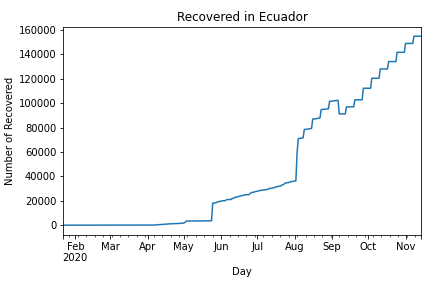 Recovered in Ecuador
160000
140000
120000
100000
80000
60000
40000
20000
0
Number of Recovered
Feb Mar Apr May Jun Jul Aug Sep Oct Nov
2020
Day